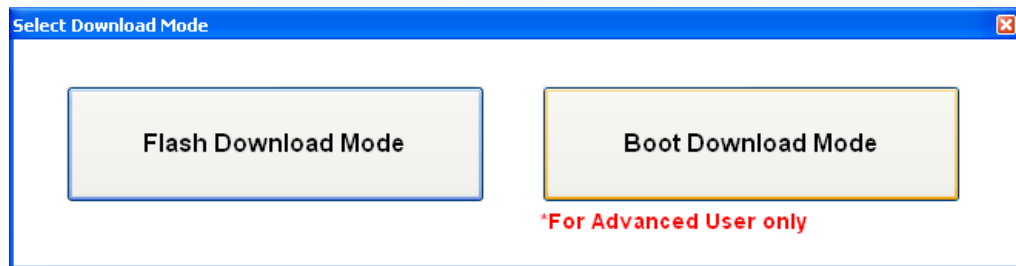 Select Download Mode
Flash Download Mode
Boot Download Mode
*For Advanced User only